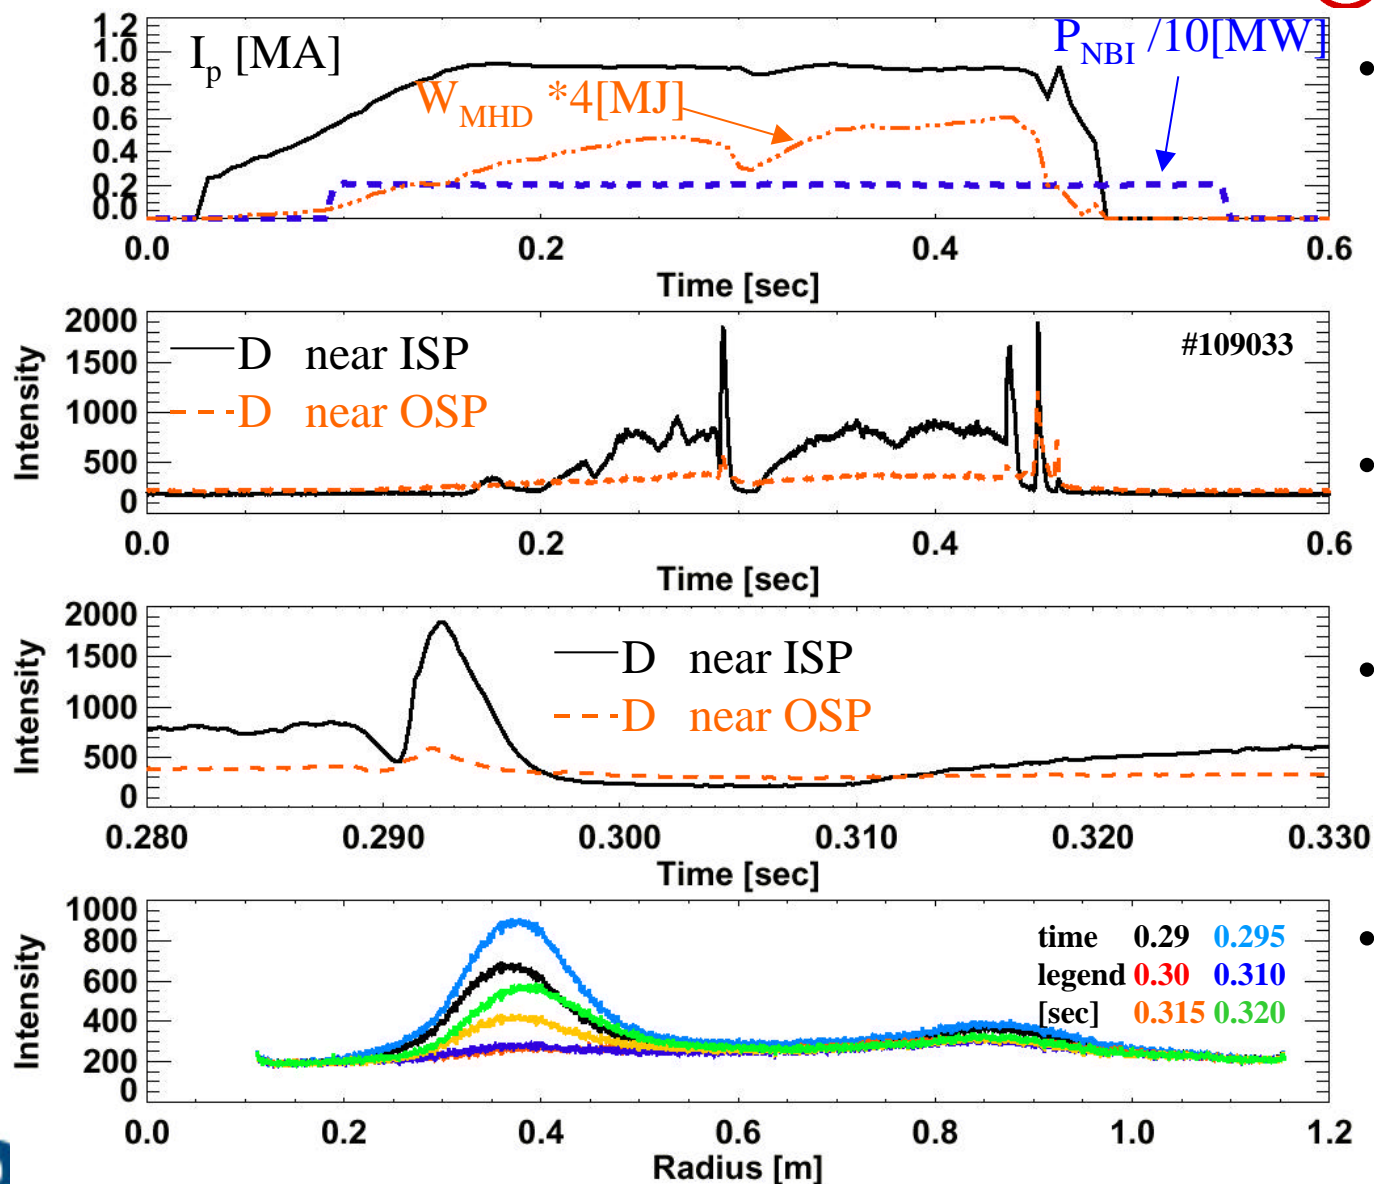 1.2
1.0
0.8
0.6
0.4
0.2
0.0
I_p [MA]
W_MHD *4[MJ]
P_NBI /10[MW]
0.0 0.2 0.4 0.6
Time [sec]
2000
1500
1000
500
0
Intensity
D near ISP
D near OSP
#109033
0.0 0.2 0.4 0.6
Time [sec]
2000
1500
1000
500
0
Intensity
D near ISP
D near OSP
0.280 0.290 0.300 0.310 0.320 0.330
Time [sec]
1000
800
600
400
200
0
Intensity
time 0.29 0.295
legend 0.30 0.310
[sec] 0.315 0.320
0.0 0.2 0.4 0.6 0.8 1.0 1.2
Radius [m]